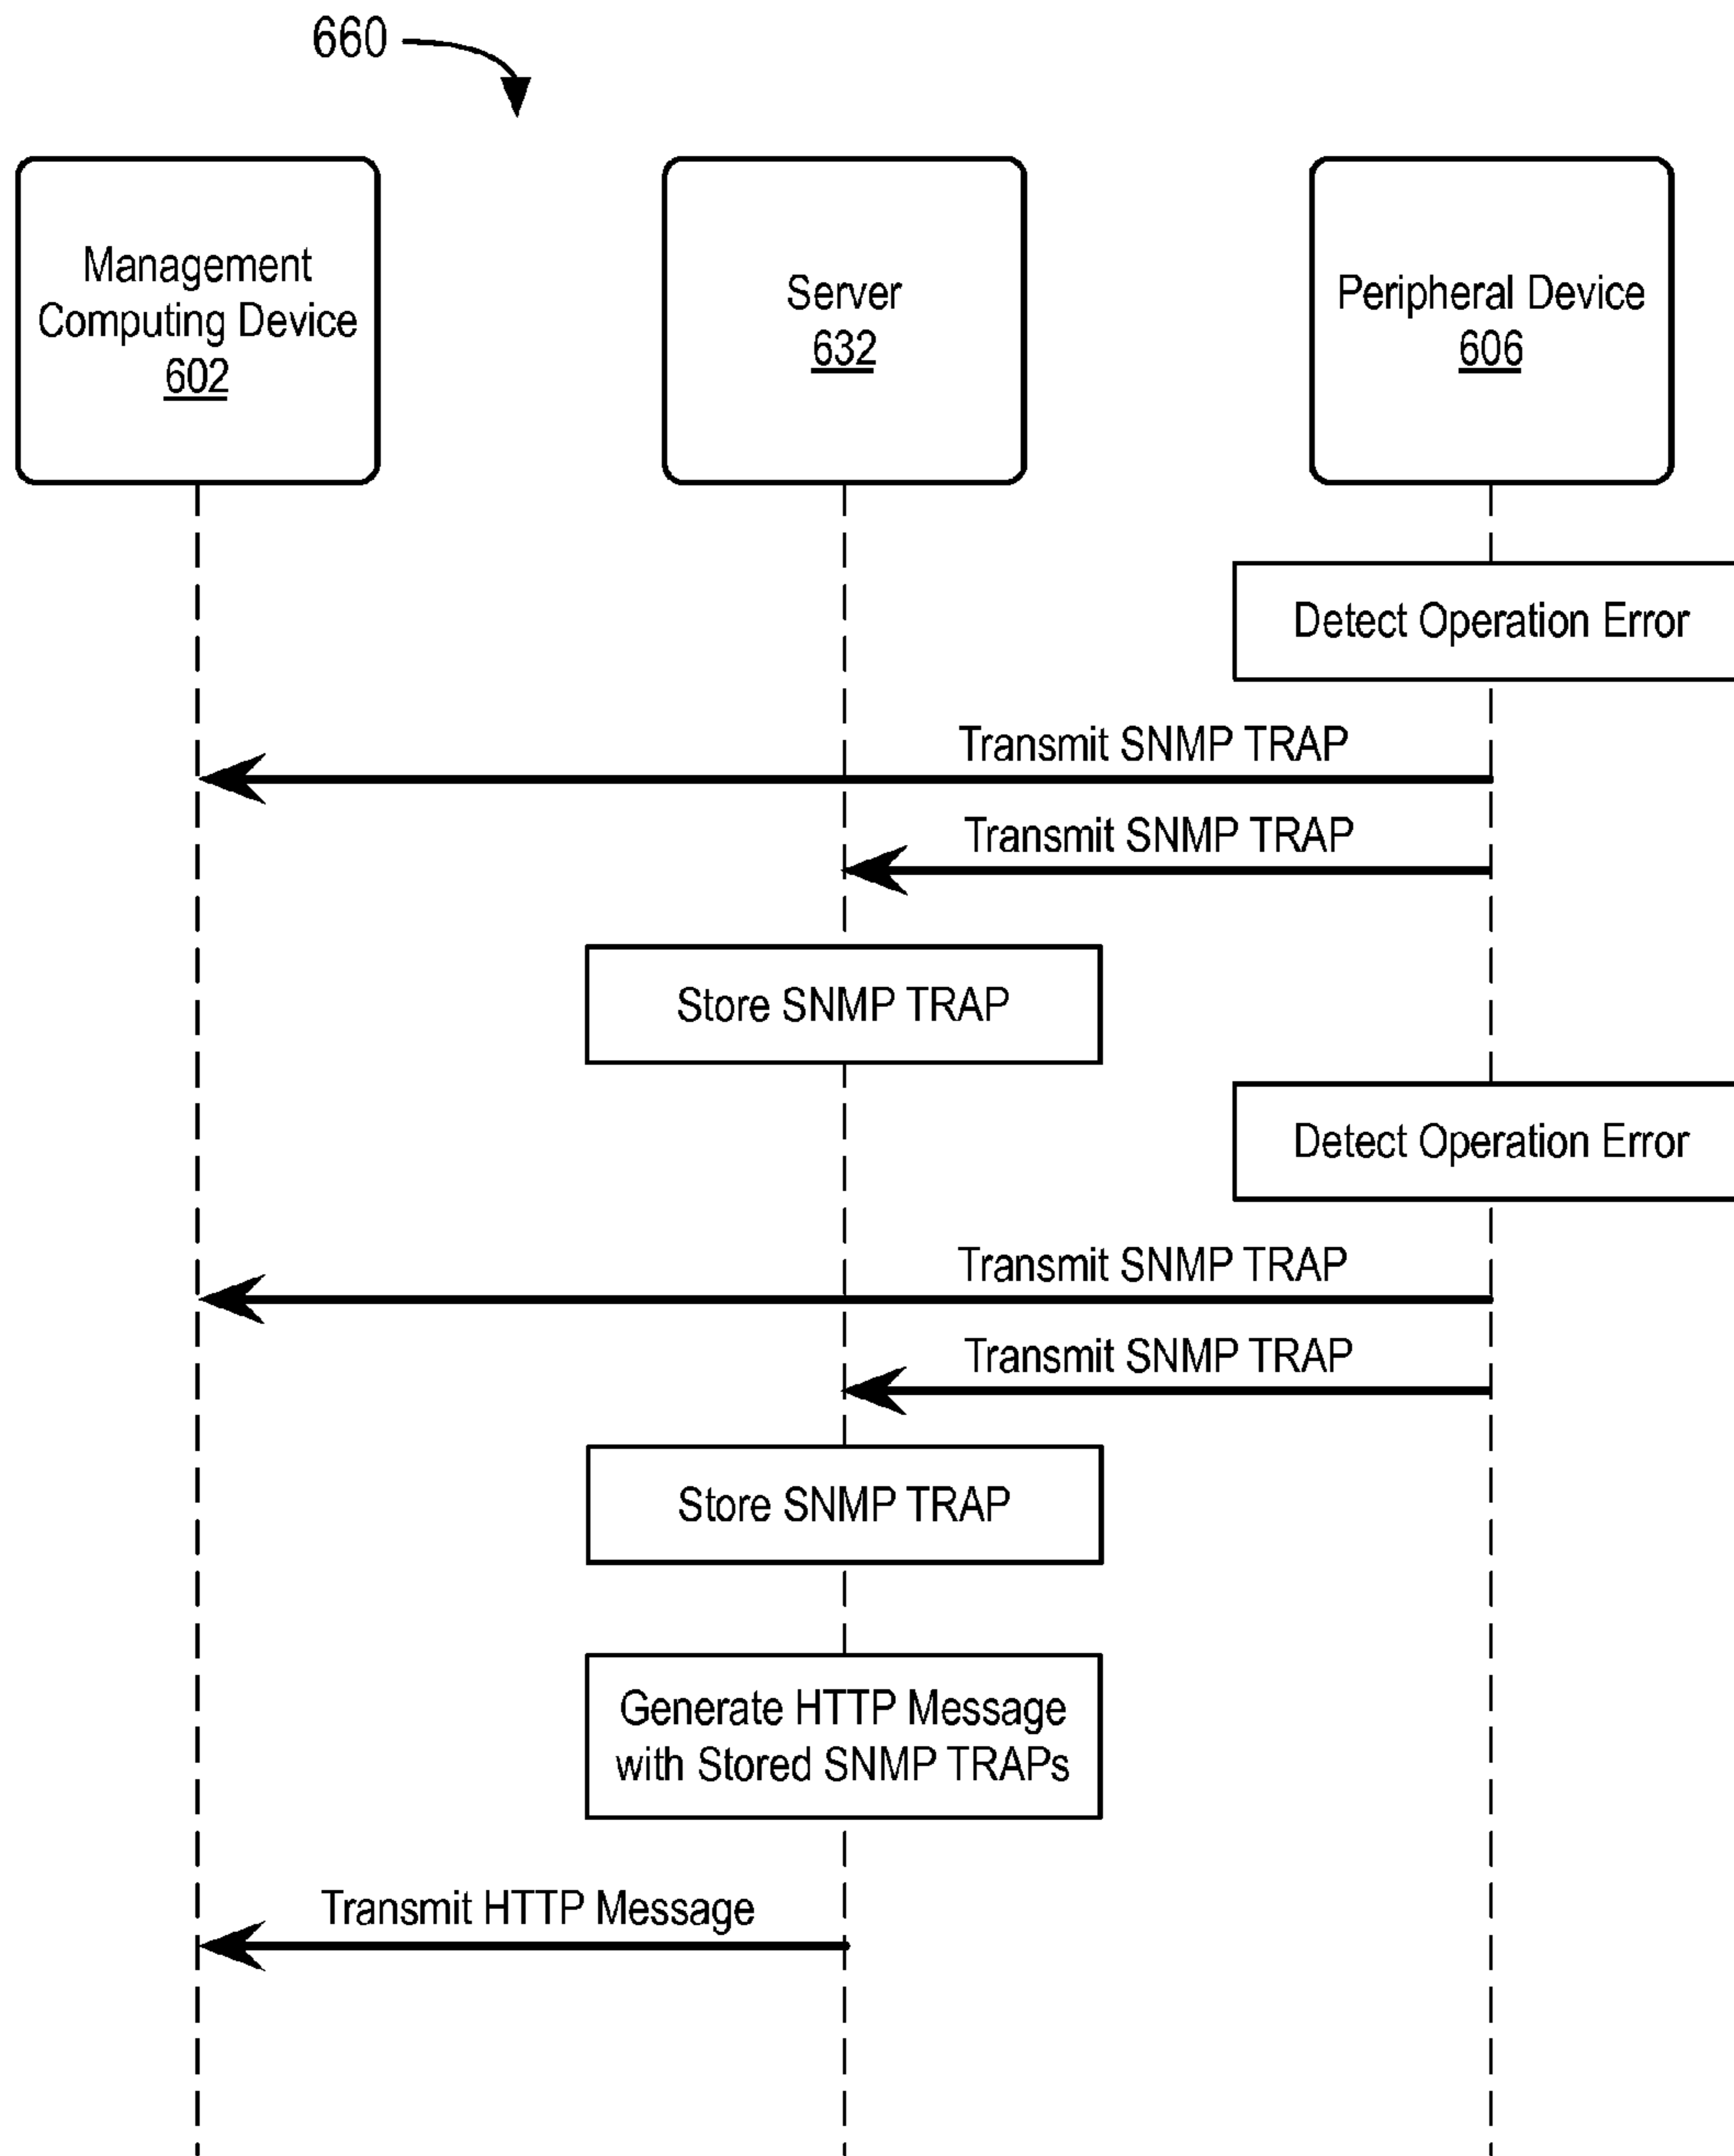 660
Management
Computing Device
602
Server
632
Peripheral Device
606
Detect Operation Error
Transmit SNMP TRAP
Transmit SNMP TRAP
Store SNMP TRAP
Detect Operation Error
Transmit SNMP TRAP
Transmit SNMP TRAP
Store SNMP TRAP
Generate HTTP Message
with Stored SNMP TRAPs
Transmit HTTP Message